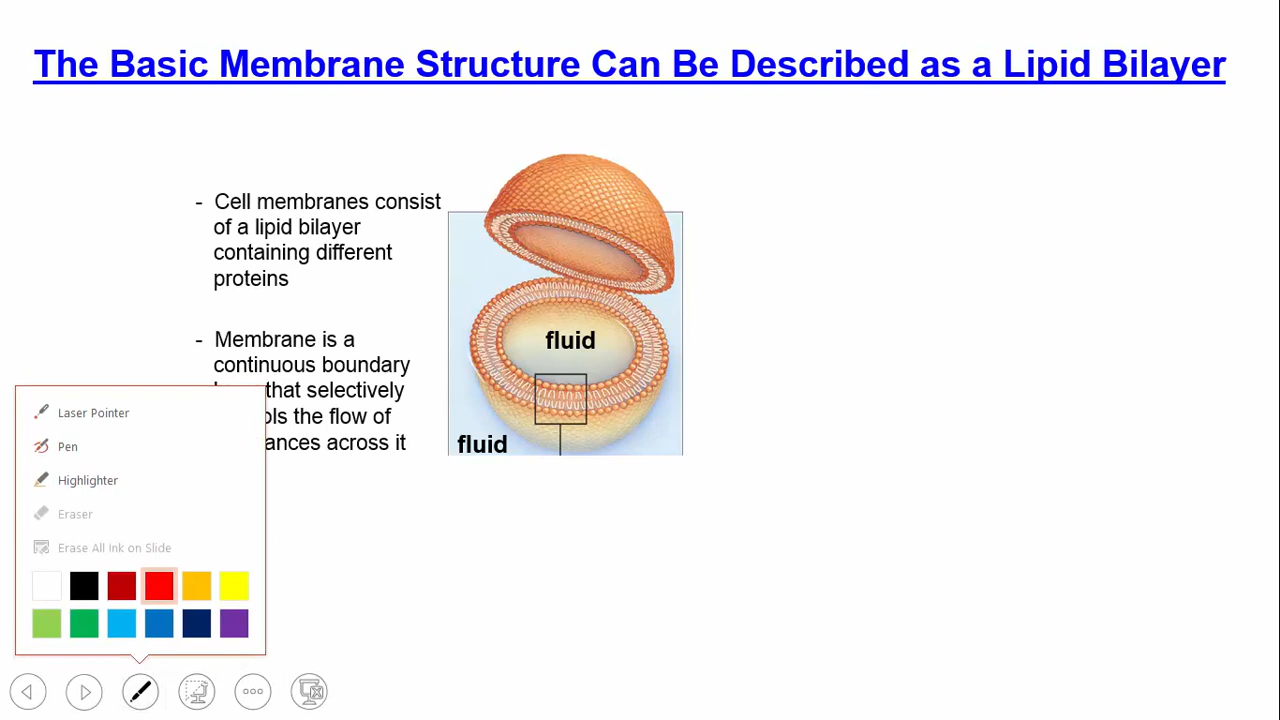 The Basic Membrane Structure Can Be Described as a Lipid Bilayer
- Cell membranes consist
of a lipid bilayer
containing different
proteins
- Membrane is a
continuous boundary
that selectively
the flow of
across it
fluid
fluid
Laser Pointer
Pen
Highlighter
Eraser
Erase All Ink on Slide